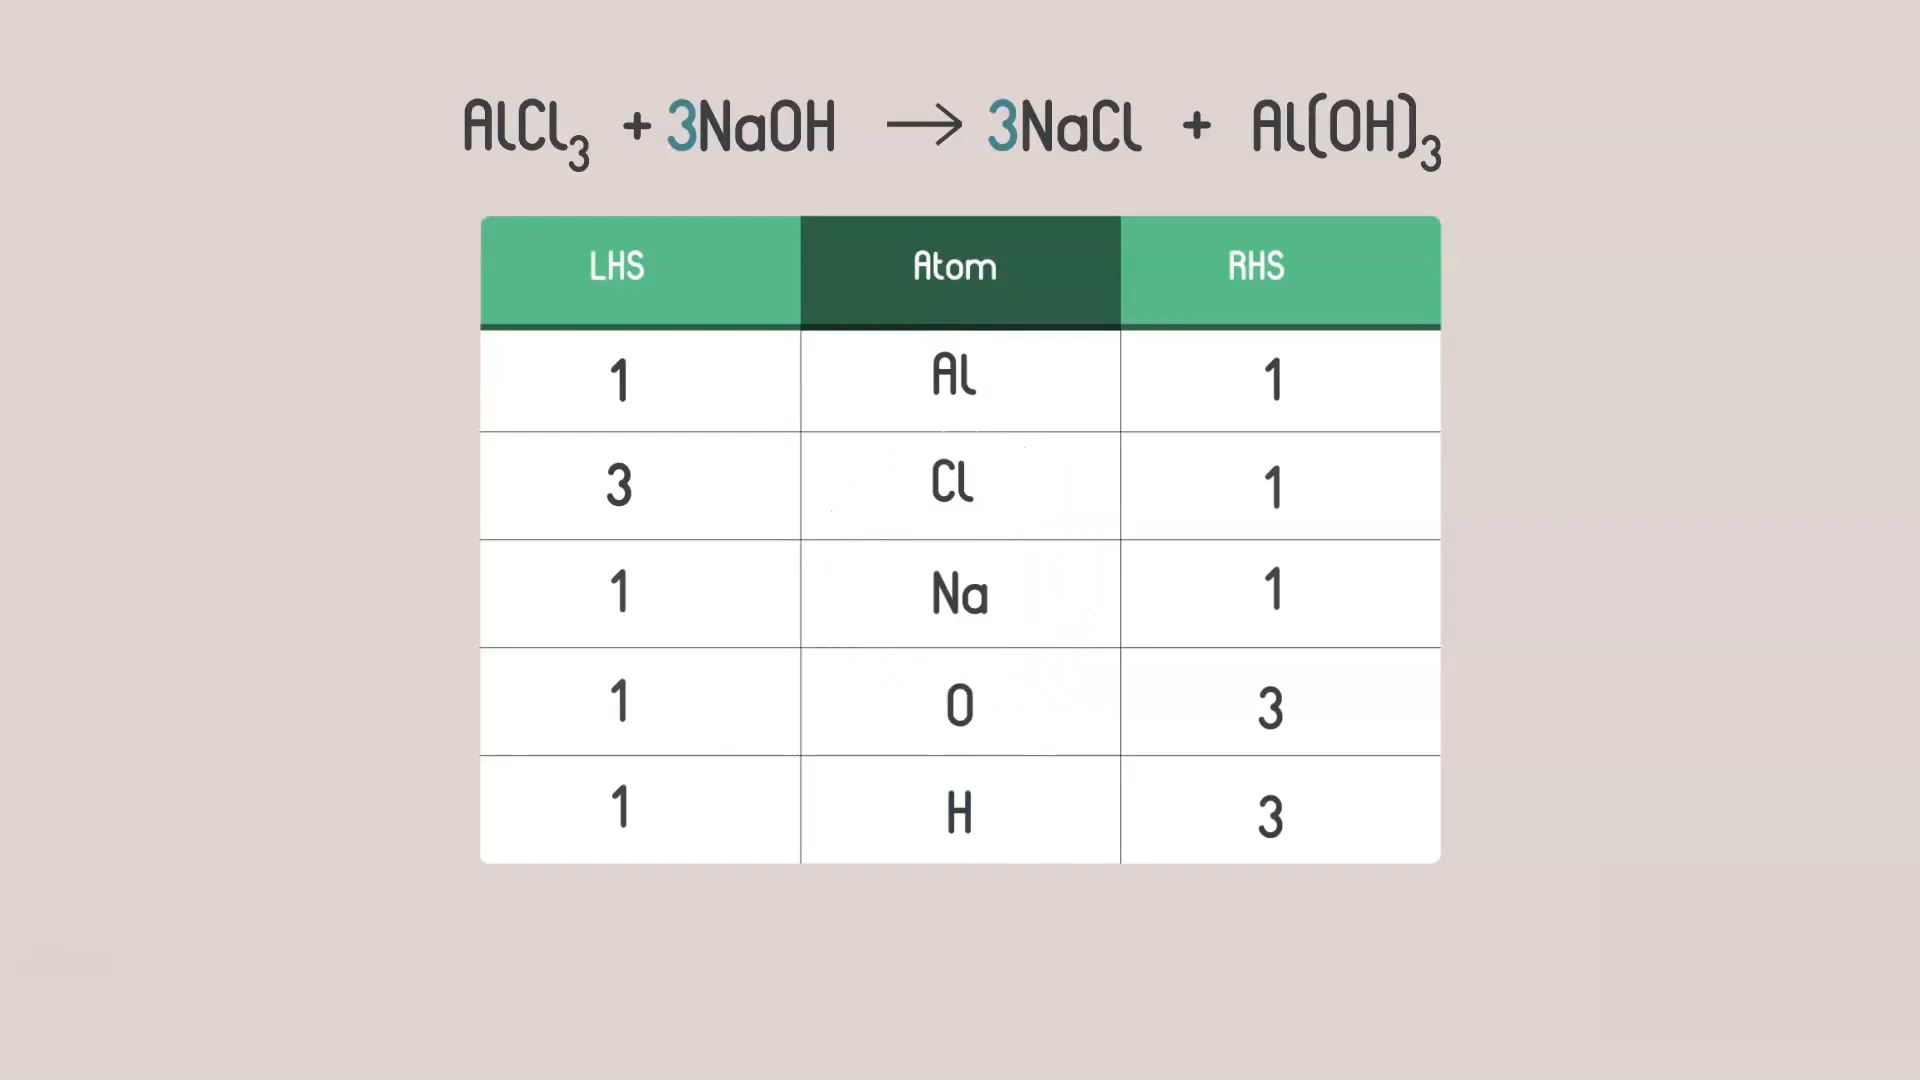 AlCl₃ + 3NaOH → 3NaCl + Al(OH)₃
LHS Atom RHS
1 Al 1
3 Cl 1
1 Na 1
1 O 3
1 H 3